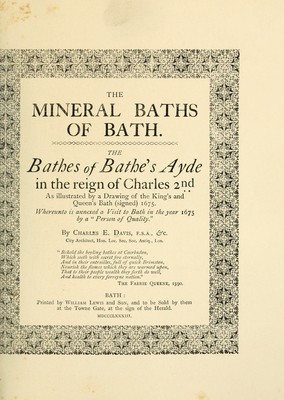 THE
MINERAL BATHS
OF BATH.
THE
Bathes of Bathe's Ayde
in the reign of Charles 2nd
As illustrated by a Drawing of the King's and
Queen's Bath (signed) 1675.
Whereunto is annexed a Visit to Bath in the year 1675
by a "Person of Quality."
By CHARLES E. DAVIS, F.S.A., &c.
City Architect, Hon. Loc. Sec. Soc. Antiq., Lon.
"Behold the boyling bathes at Cairbadon,
Which seeth with secret fire eternally,
And in their entrailles, full of quick Brimston,
Nourish the flames which they are warmed upon,
That to their people wealth they forth do well,
And health to every forreyne nation."
THE FAERIE QUEENE, 1590.
BATH:
Printed by WILLIAM LEWIS and SON, and to be Sold by them
at the Towne Gate, at the sign of the Herald.
MDCCCLXXXIII.